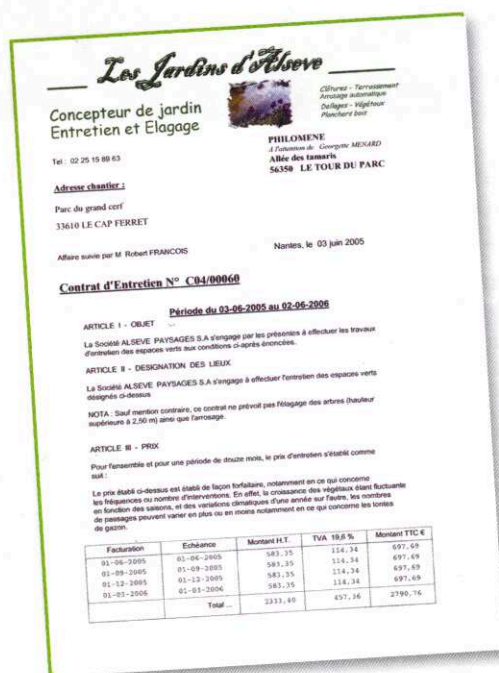 Les Jardins d'Alseve
Concepteur de jardin
Entretien et Elagage
Clôtures - Terrassement
Arrosage automatique
Dallages - Végétaux
Plancherd bois
Tel : 02 25 15 89 63
PHILOMENE
A l'attention de Georgette MENARD
Allée des tamaris
56350 LE TOUR DU PARC
Adresse chantier :
Parc du grand cerf
33610 LE CAP FERRET
Affaire suivie par M Robert FRANCOIS
Nantes, le 03 juin 2005
Contrat d'Entretien N° C04/00060
Période du 03-06-2005 au 02-06-2006
ARTICLE I - OBJET
La Société ALSEVE PAYSAGES S.A s'engage par les présentes à effectuer les travaux
d'entretien des espaces verts aux conditions ci-après énoncées.
ARTICLE II - DESIGNATION DES LIEUX
La Société ALSEVE PAYSAGES S.A s'engage à effectuer l'entretien des espaces verts
désignés ci-dessus
NOTA : Sauf mention contraire, ce contrat ne prévoit pas l'élagage des arbres (hauteur
supérieure à 2,50 m) ainsi que l'arrosage.
ARTICLE III - PRIX
Pour l'ensemble et pour une période de douze mois, le prix d'entretien s'établit comme
suit :
Le prix établi ci-dessus est établi de façon forfaitaire, notamment en ce qui concerne
les fréquences ou nombre d'interventions. En effet, la croissance des végétaux étant fluctuante
en fonction des saisons, et des variations climatiques d'une année sur l'autre, les nombres
de passages peuvent varier en plus ou en moins notamment en ce qui concerne les tontes
de gazon.
Facturation Echéance Montant H.T. TVA 19,6 % Montant TTC €
01-06-2005 01-06-2005 583,35 114,34 697,69
01-09-2005 01-09-2005 583,35 114,34 697,69
01-12-2005 01-12-2005 583,35 114,34 697,69
01-03-2006 01-03-2006 583,35 114,34 697,69
Total ... 2333,40 457,36 2790,76